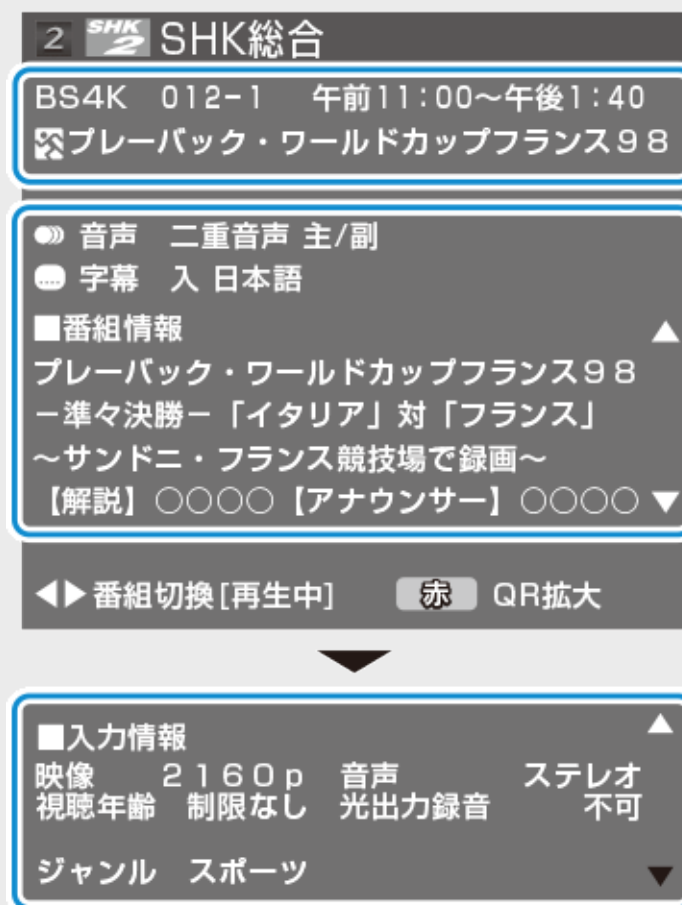 2 SHK2 SHK総合
BS4K 012-1 午前11:00～午後1:40
プレーバック・ワールドカップフランス98
音声 二重音声 主/副
字幕 入 日本語
■番組情報 ▲
プレーバック・ワールドカップフランス98
－準々決勝－「イタリア」対「フランス」
～サンドニ・フランス競技場で録画～
【解説】○○○○【アナウンサー】○○○○ ▼
◀▶番組切換[再生中] 赤 QR拡大
■入力情報 ▲
映像 2160p 音声 ステレオ
視聴年齢 制限なし 光出力録音 不可
ジャンル スポーツ ▼